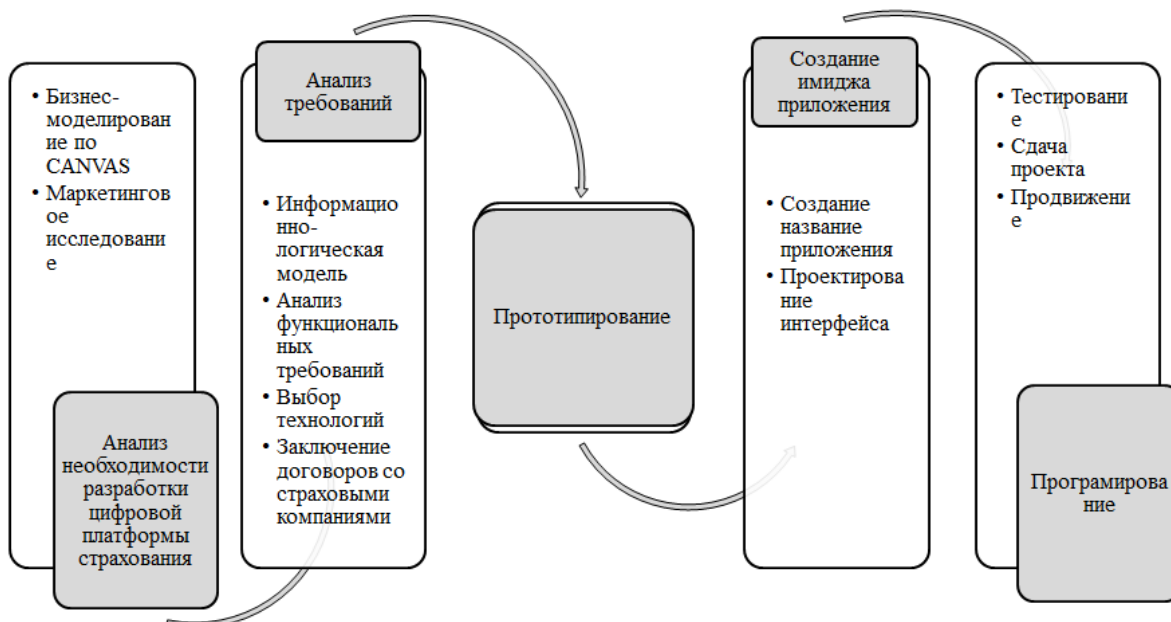 • Бизнес-
моделирован
ие по
CANVAS
• Маркетингов
ое
исследовани
е
Анализ
необходимости
разработки
цифровой
платформы
страхования
Анализ
требований
• Информацио
нно-
логическая
модель
• Анализ
функциональ
ных
требований
• Выбор
технологий
• Заключение
договоров со
страховыми
компаниями
Прототипирование
Создание
имиджа
приложения
• Создание
название
приложения
• Проектирова
ние
интерфейса
• Тестировани
е
• Сдача
проекта
• Продвижени
е
Програмирова
ние